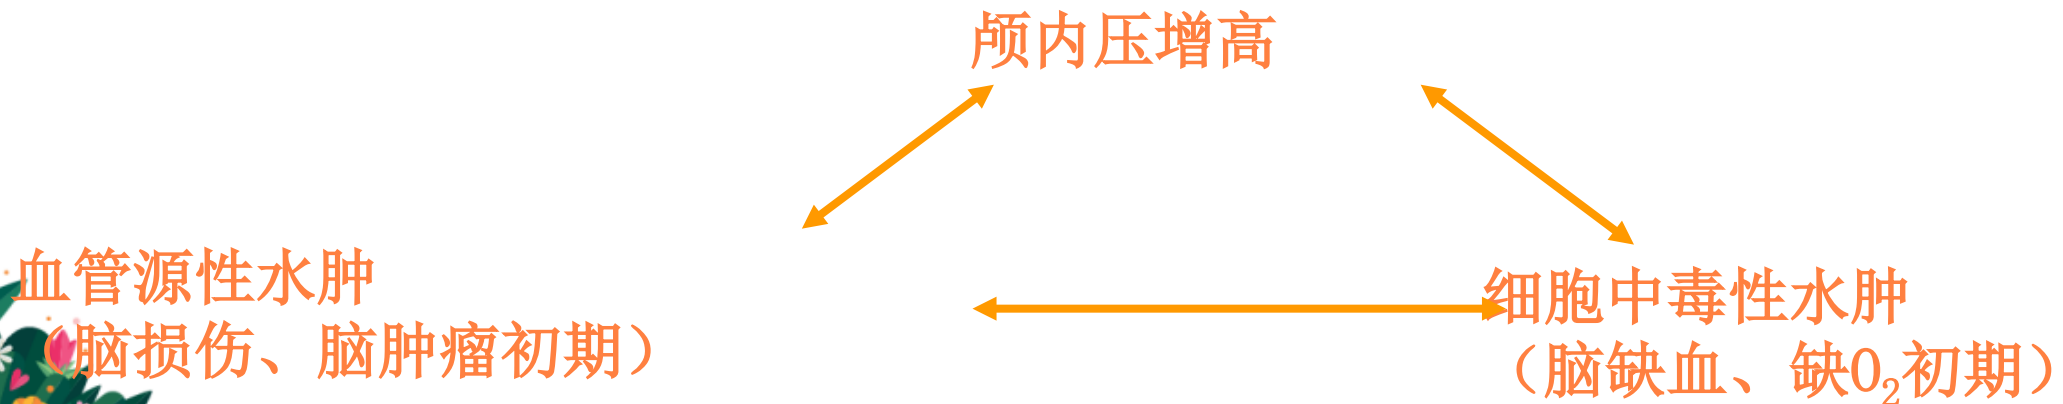 颅内压增高
血管源性水肿
（脑损伤、脑肿瘤初期）
细胞中毒性水肿
（脑缺血、缺O₂初期）